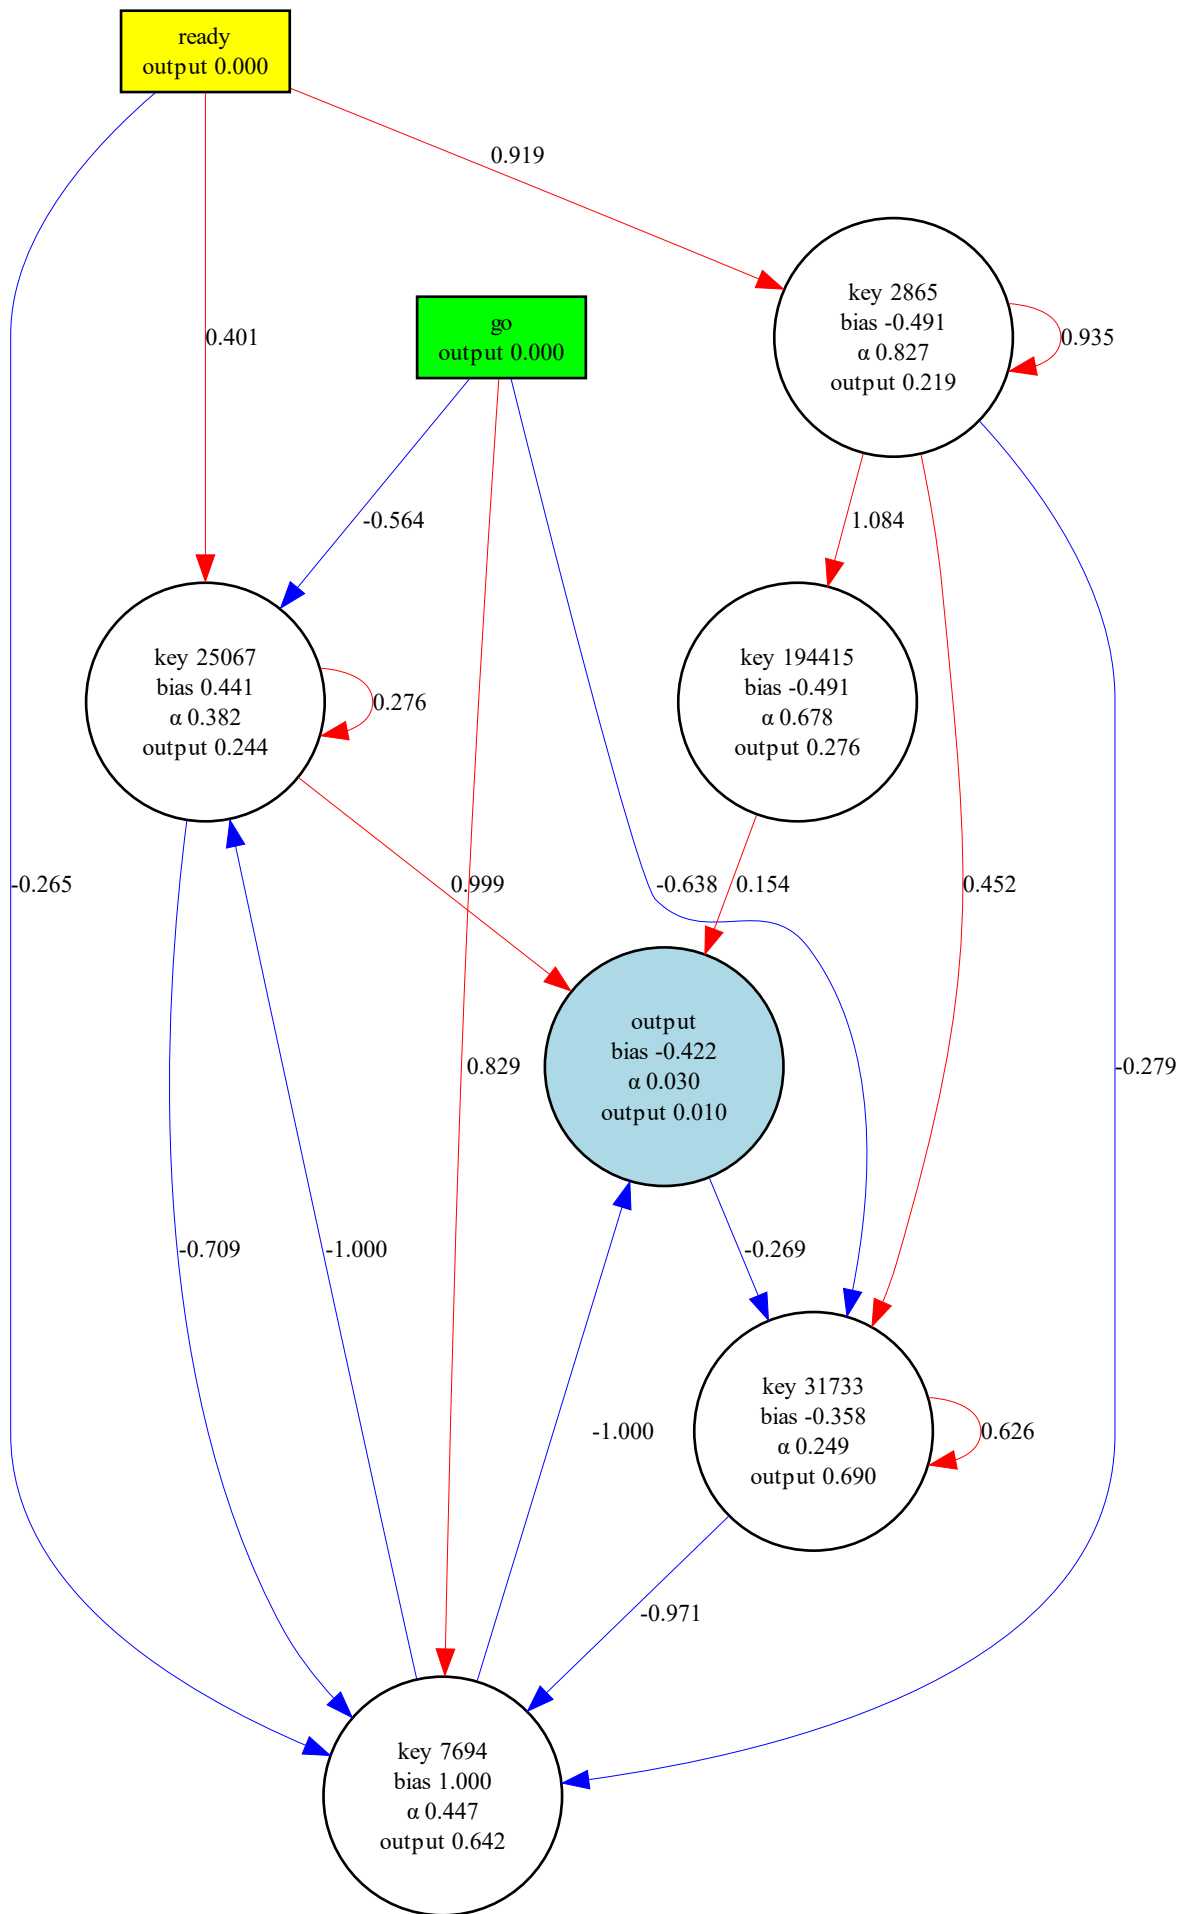 ready
output 0.000
0.919
key 2865
bias -0.491
α 0.827
output 0.219
0.935
go
output 0.000
0.401
-0.564
1.084
key 25067
bias 0.441
α 0.382
output 0.244
0.276
key 194415
bias -0.491
α 0.678
output 0.276
-0.265
0.999
-0.638
0.154
0.452
output
bias -0.422
α 0.030
output 0.010
0.829
-0.279
-0.709
-1.000
-0.269
key 31733
bias -0.358
α 0.249
output 0.690
-1.000
0.626
-0.971
key 7694
bias 1.000
α 0.447
output 0.642